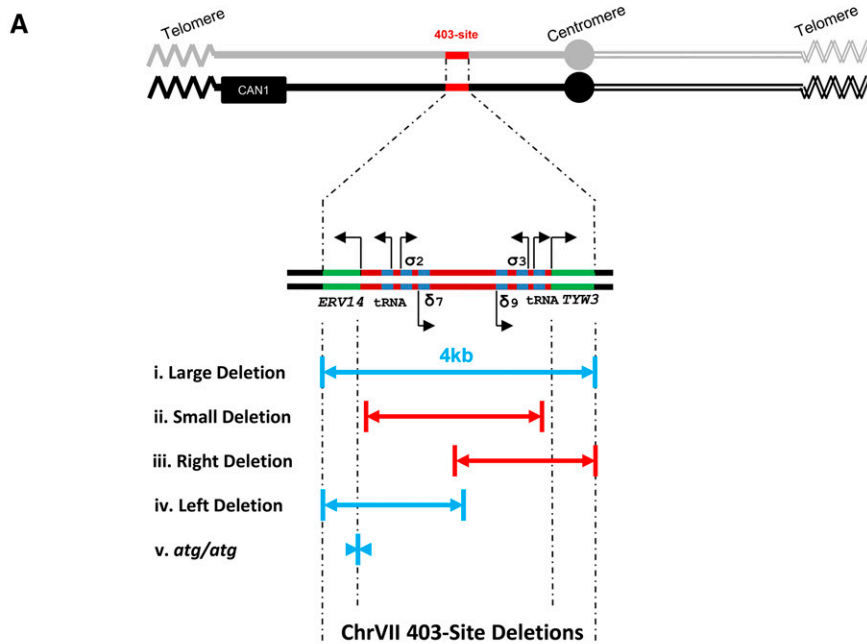 A
Telomere
403-site
Centromere
Telomere
CAN1
σ2
σ3
ERV14 tRNA δ7 δ9 tRNA TYW3
4kb
i. Large Deletion
ii. Small Deletion
iii. Right Deletion
iv. Left Deletion
v. atg/atg
ChrVII 403-Site Deletions